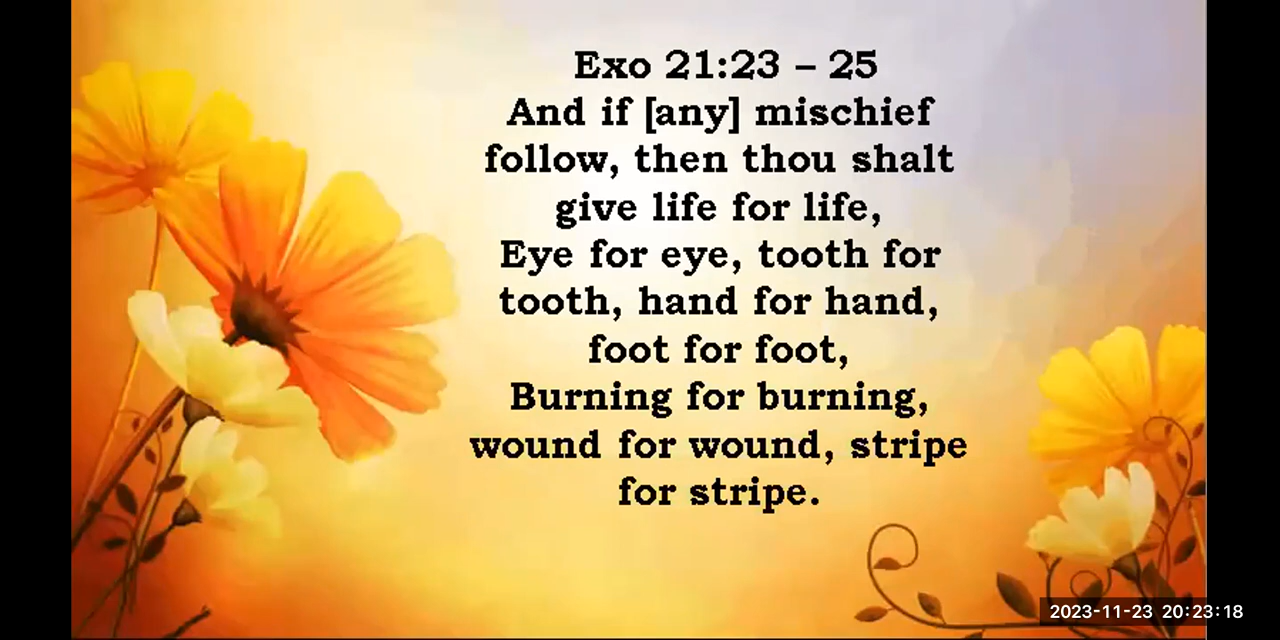 Exo 21:23 – 25
And if [any] mischief
follow, then thou shalt
give life for life,
Eye for eye, tooth for
tooth, hand for hand,
foot for foot,
Burning for burning,
wound for wound, stripe
for stripe.
2023-11-23 20:23:18